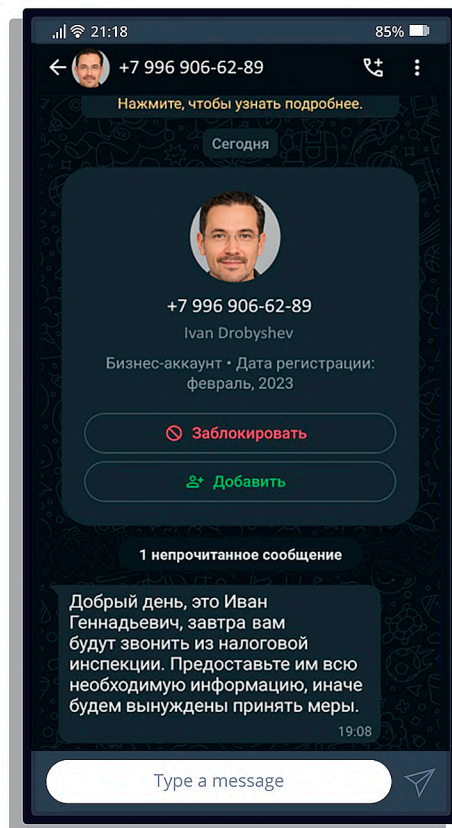 21:18
85%
+7 996 906-62-89
Нажмите, чтобы узнать подробнее.
Сегодня
+7 996 906-62-89
Ivan Drobyshev
Бизнес-аккаунт • Дата регистрации:
февраль, 2023
Заблокировать
Добавить
1 непрочитанное сообщение
Добрый день, это Иван
Геннадьевич, завтра вам
будут звонить из налоговой
инспекции. Предоставьте им всю
необходимую информацию, иначе
будем вынуждены принять меры.
19:08
Type a message